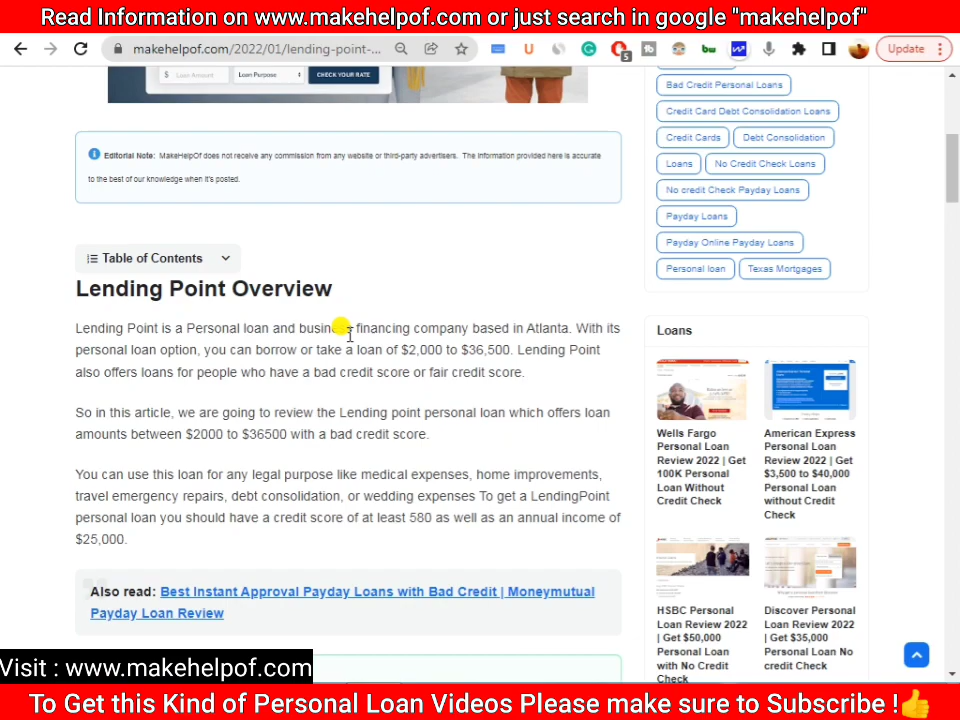 Read Information on www.makehelpof.com or just search in google "makehelpof"
makehelpof.com/2022/01/lending-point-...
Update
5
$ Loan Amount
Loan Purpose
CHECK YOUR RATE
Editorial Note: MakeHelpOf does not receive any commission from any website or third-party advertisers. The information provided here is accurate
to the best of our knowledge when it's posted.
Table of Contents
Lending Point Overview
Lending Point is a Personal loan and business financing company based in Atlanta. With its
personal loan option, you can borrow or take a loan of $2,000 to $36,500. Lending Point
also offers loans for people who have a bad credit score or fair credit score.
So in this article, we are going to review the Lending point personal loan which offers loan
amounts between $2000 to $36500 with a bad credit score.
You can use this loan for any legal purpose like medical expenses, home improvements,
travel emergency repairs, debt consolidation, or wedding expenses To get a LendingPoint
personal loan you should have a credit score of at least 580 as well as an annual income of
$25,000.
Also read: Best Instant Approval Payday Loans with Bad Credit | Moneymutual
Payday Loan Review
Bad Credit Personal Loans
Credit Card Debt Consolidation Loans
Credit Cards
Debt Consolidation
Loans
No Credit Check Loans
No credit Check Payday Loans
Payday Loans
Payday Online Payday Loans
Personal loan
Texas Mortgages
Loans
Wells Fargo
Personal Loan
Review 2022 | Get
100K Personal
Loan Without
Credit Check
American Express
Personal Loan
Review 2022 | Get
$3,500 to $40,000
Personal Loan
without Credit
Check
HSBC Personal
Loan Review 2022
| Get $50,000
Personal Loan
with No Credit
Check
Discover Personal
Loan Review 2022
| Get $35,000
Personal Loan No
credit Check
Visit : www.makehelpof.com
To Get this Kind of Personal Loan Videos Please make sure to Subscribe !👍